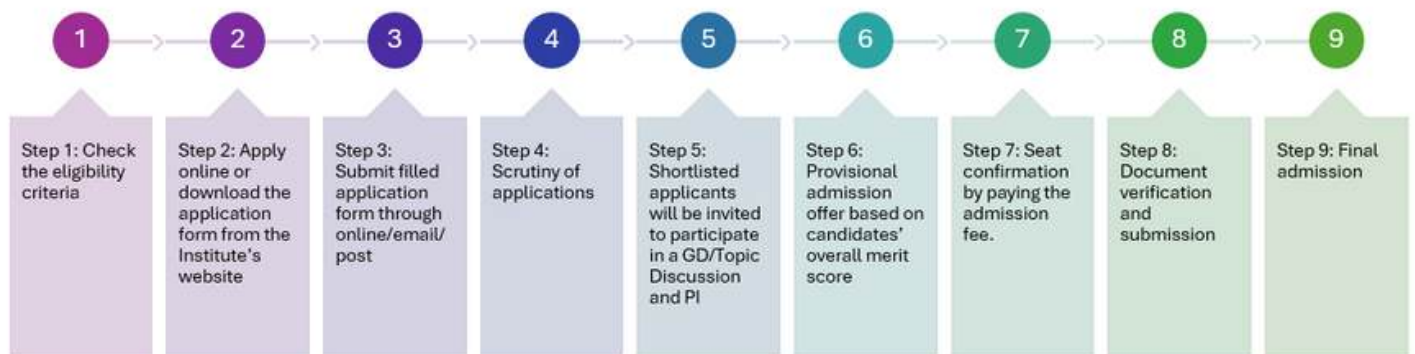 1
2
3
4
5
6
7
8
9
Step 1: Check
the eligibility
criteria
Step 2: Apply
online or
download the
application
form from the
Institute's
website
Step 3:
Submit filled
application
form through
online/email/
post
Step 4:
Scrutiny of
applications
Step 5:
Shortlisted
applicants
will be invited
to participate
in a GD/Topic
Discussion
and PI
Step 6:
Provisional
admission
offer based on
candidates'
overall merit
score
Step 7: Seat
confirmation
by paying the
admission
fee.
Step 8:
Document
verification
and
submission
Step 9: Final
admission